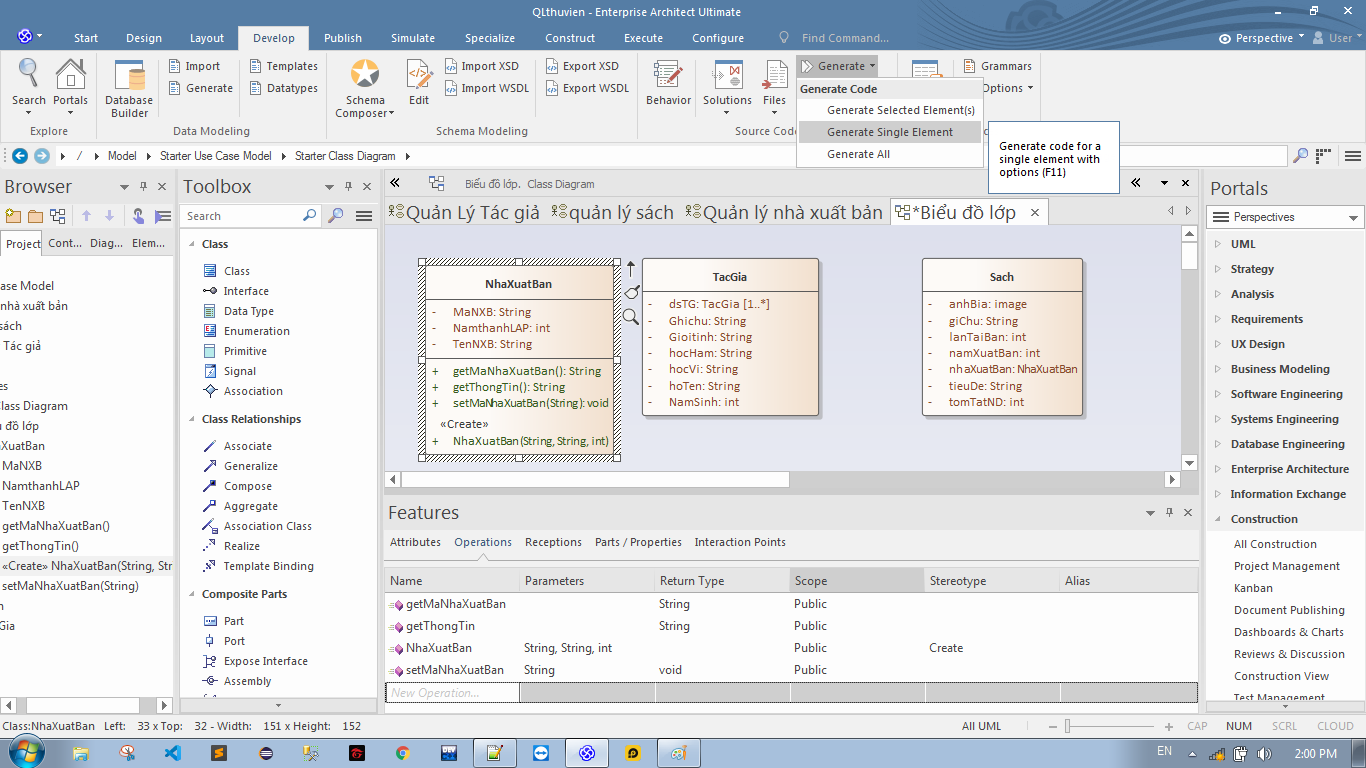 QLthuvien - Enterprise Architect Ultimate
Start Design Layout Develop Publish Simulate Specialize Construct Execute Configure Find Command... Perspective User
Search Portals
Explore
Database Builder
Import
Generate
Templates
Datatypes
Data Modeling
Schema Composer
Edit
Import XSD
Import WSDL
Export XSD
Export WSDL
Schema Modeling
Behavior
Solutions
Files
Generate
Source Cod
Grammars
Options
Generate Code
Generate Selected Element(s)
Generate Single Element
Generate All
Generate code for a
single element with
options (F11)
/ Model Starter Use Case Model Starter Class Diagram
Browser
Project Cont... Diag... Elem...
ase Model
nhà xuất bản
sách
Tác giả
es
Class Diagram
đồ lớp
aXuatBan
MaNXB
NamthanhLAP
TenNXB
getMaNhaXuatBan()
getThongTin()
«Create» NhaXuatBan(String, Str
setMaNhaXuatBan(String)
h
Gia
Toolbox
Search
Class
Class
Interface
Data Type
Enumeration
Primitive
Signal
Association
Class Relationships
Associate
Generalize
Compose
Aggregate
Association Class
Realize
Template Binding
Composite Parts
Part
Port
Expose Interface
Assembly
Biểu đồ lớp. Class Diagram
Quản Lý Tác giả quản lý sách Quản lý nhà xuất bản *Biểu đồ lớp
NhaXuatBan
- MaNXB: String
- NamthanhLAP: int
- TenNXB: String
+ getMaNhaXuatBan(): String
+ getThongTin(): String
+ setMaNhaXuatBan(String): void
«Create»
+ NhaXuatBan(String, String, int)
TacGia
- dsTG: TacGia [1..*]
- Ghichu: String
- Gioitinh: String
- hocHam: String
- hocVi: String
- hoTen: String
- NamSinh: int
Sach
- anhBia: image
- giChu: String
- lanTaiBan: int
- namXuatBan: int
- nhaXuatBan: NhaXuatBan
- tieuDe: String
- tomTatND: int
Features
Attributes Operations Receptions Parts / Properties Interaction Points
Name Parameters Return Type Scope Stereotype Alias
getMaNhaXuatBan String Public
getThongTin String Public
NhaXuatBan String, String, int Public Create
setMaNhaXuatBan String void Public
New Operation...
Portals
Perspectives
UML
Strategy
Analysis
Requirements
UX Design
Business Modeling
Software Engineering
Systems Engineering
Database Engineering
Enterprise Architecture
Information Exchange
Construction
All Construction
Project Management
Kanban
Document Publishing
Dashboards & Charts
Reviews & Discussion
Construction View
Test Management
Class:NhaXuatBan Left: 33 x Top: 32 - Width: 151 x Height: 152 All UML CAP NUM SCRL CLOUD
EN 2:00 PM